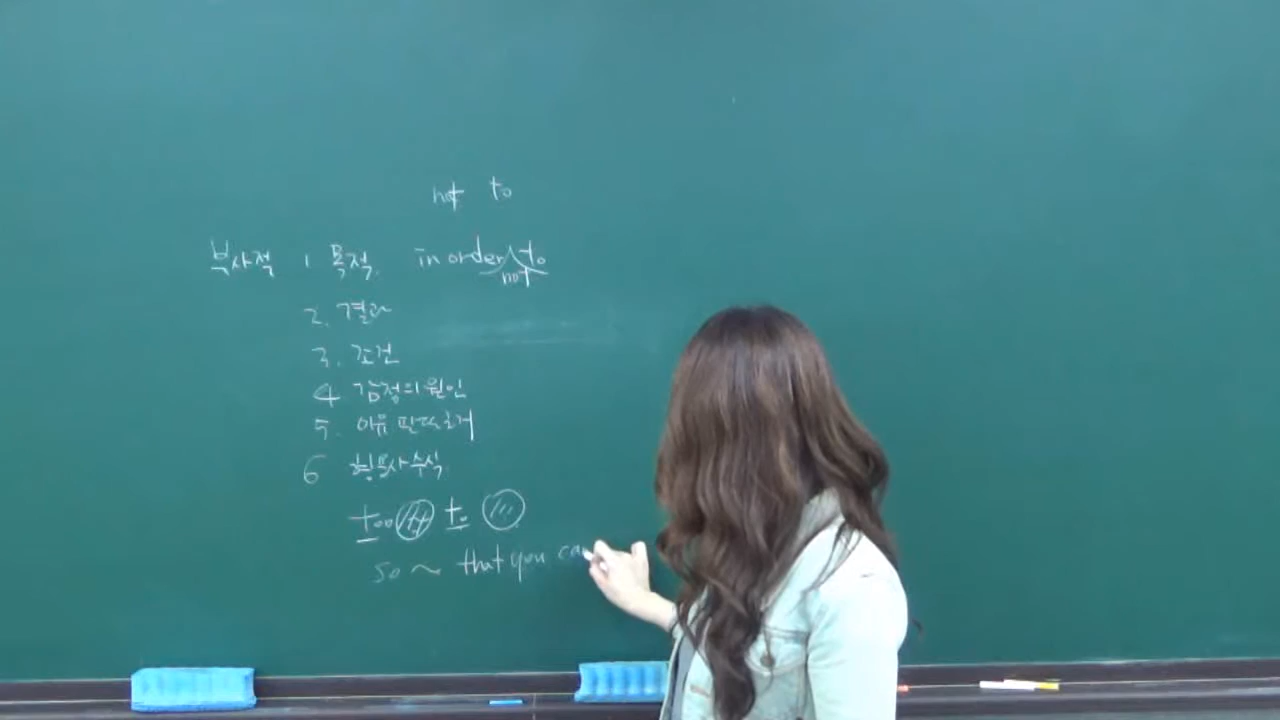 not to
부사적 1 목적. in order to
not
2. 결과
3. 조건
4 감정의 원인
5. 이유 판단근거
6 형용사 수식
too to
so ~ that you ca